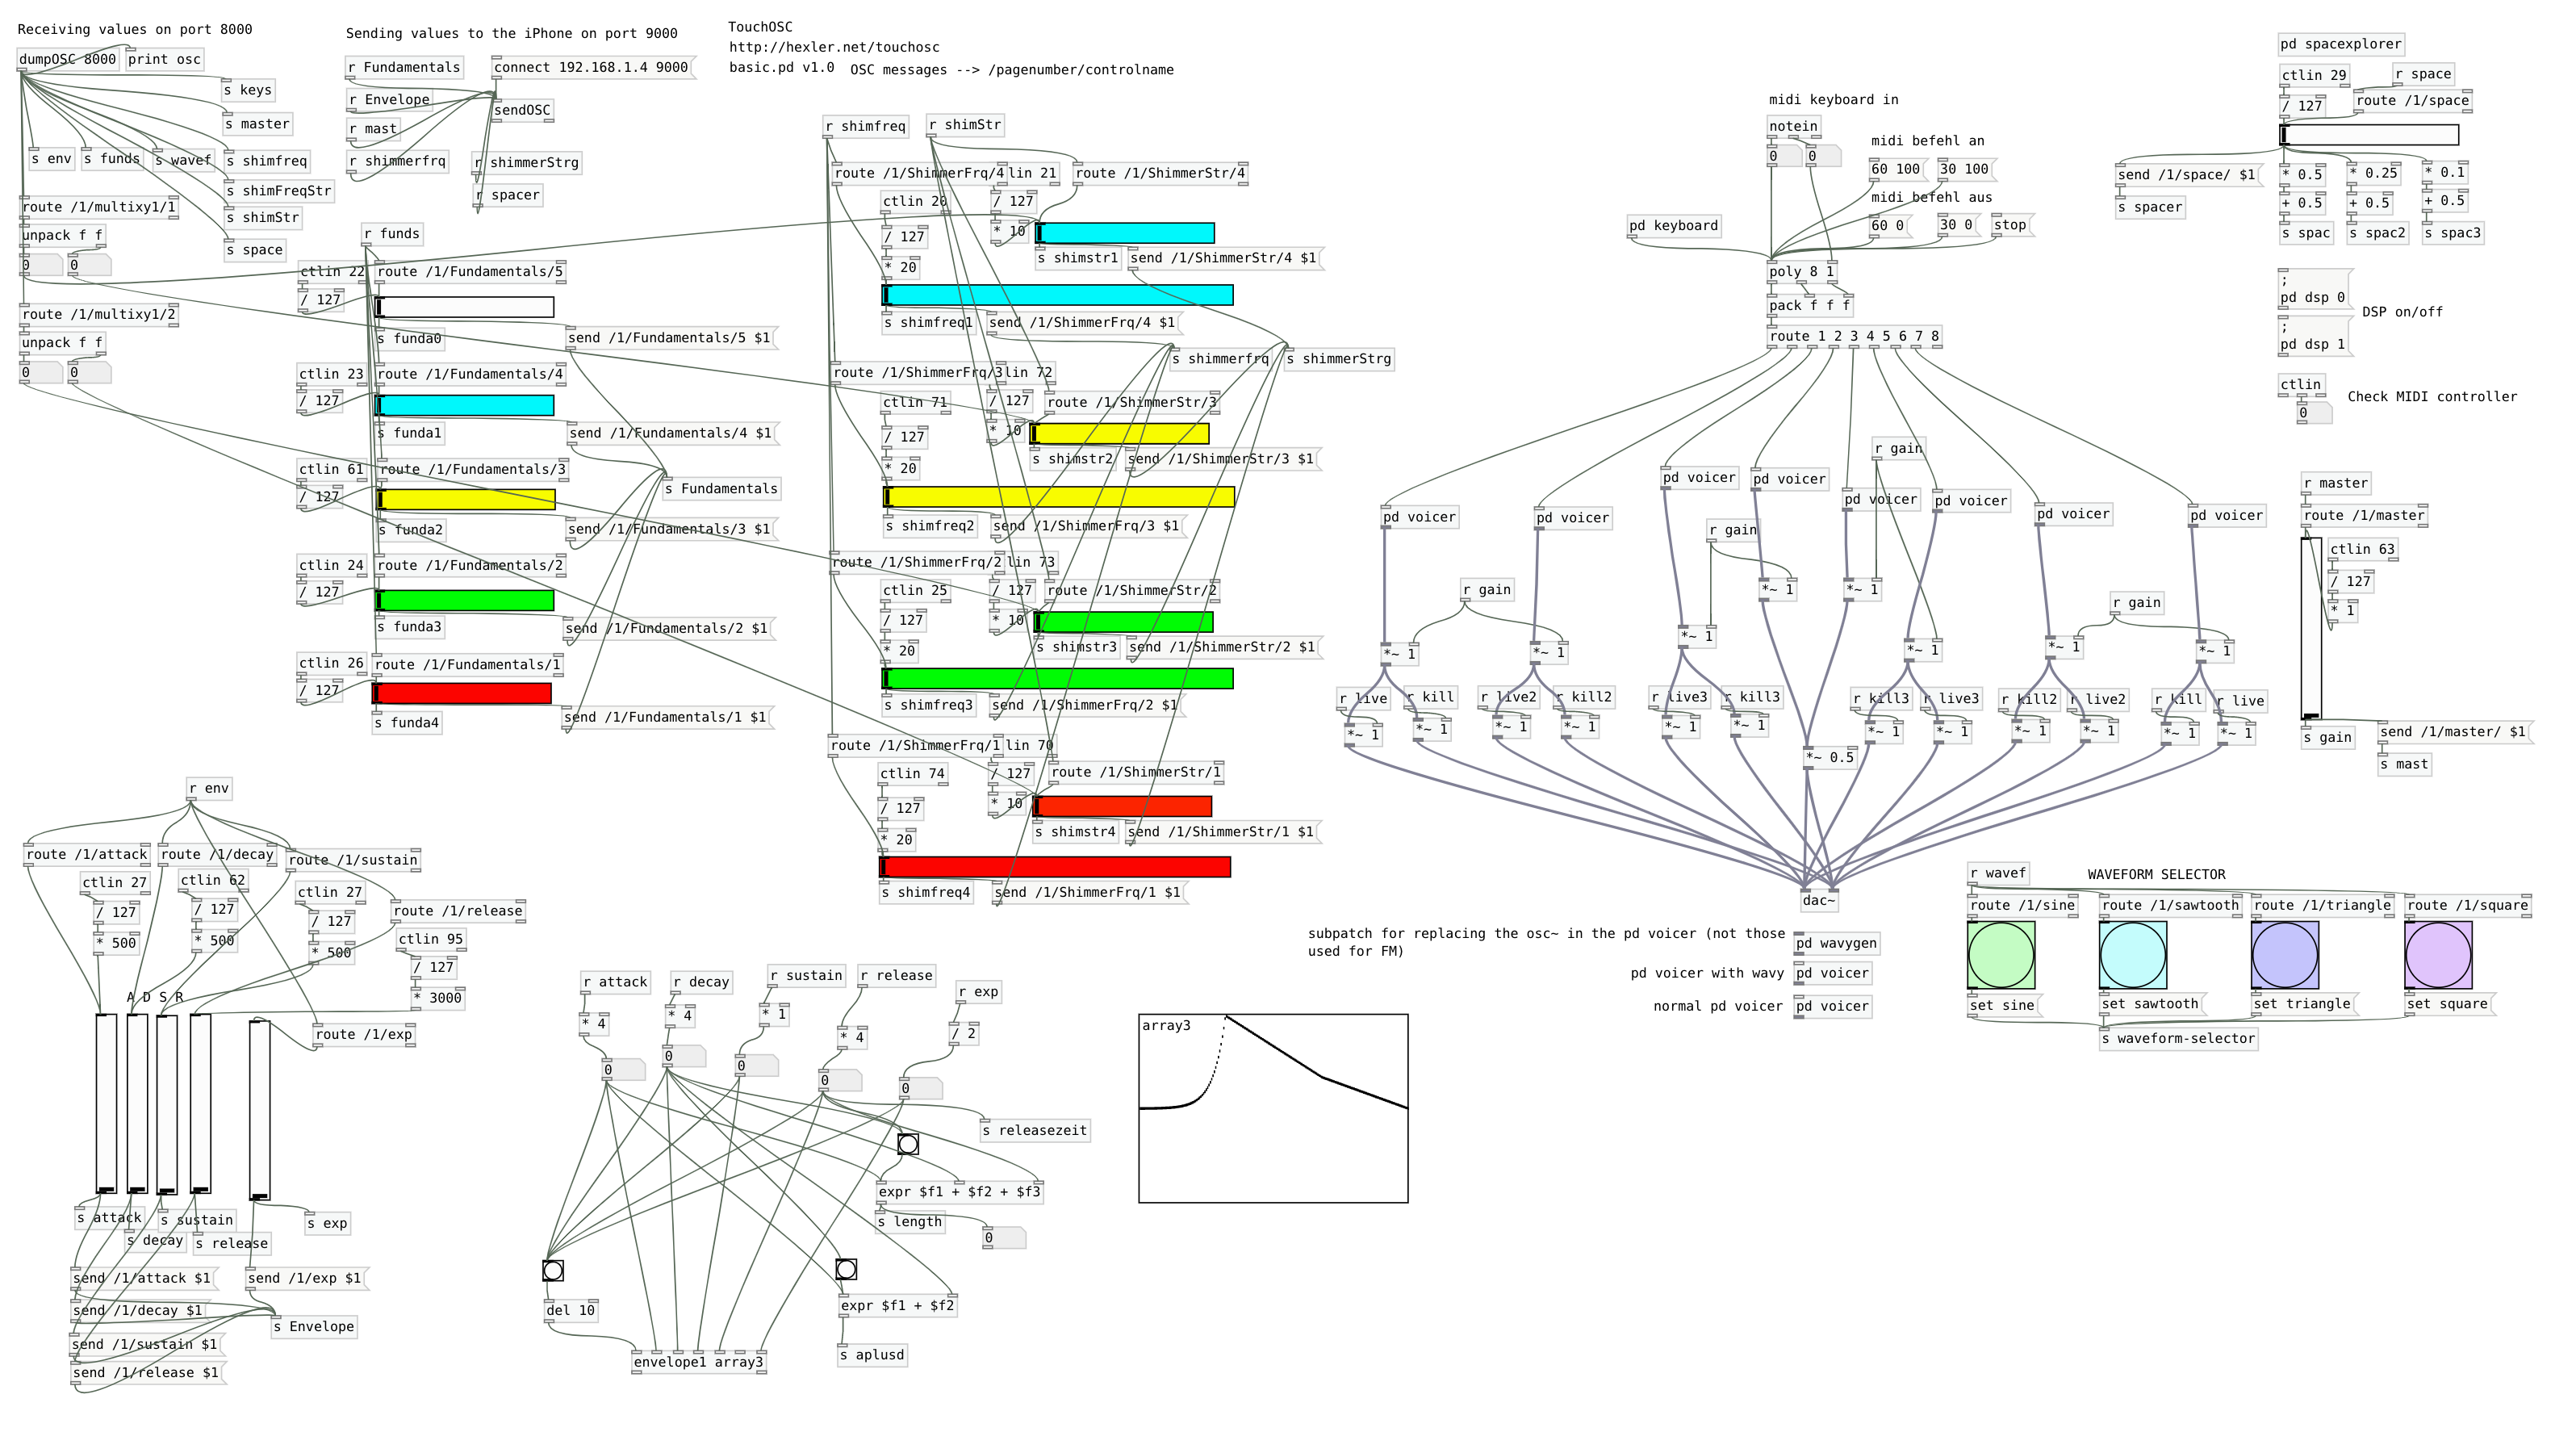 Receiving values on port 8000
dumpOSC 8000
print osc
s keys
s master
s env
s funds
s wavef
s shimfreq
s shimFreqStr
s shimStr
s space
route /1/multixy1/1
unpack f f
0
0
route /1/multixy1/2
unpack f f
0
0
Sending values to the iPhone on port 9000
r Fundamentals
connect 192.168.1.4 9000
r Envelope
sendOSC
r mast
r shimmerfrq
r shimmerStrg
r spacer
TouchOSC
http://hexler.net/touchosc
basic.pd v1.0
OSC messages --> /pagenumber/controlname
r funds
ctlin 22
route /1/Fundamentals/5
/ 127
s funda0
send /1/Fundamentals/5 $1
ctlin 23
route /1/Fundamentals/4
/ 127
s funda1
send /1/Fundamentals/4 $1
ctlin 61
route /1/Fundamentals/3
/ 127
s Fundamentals
s funda2
send /1/Fundamentals/3 $1
ctlin 24
route /1/Fundamentals/2
/ 127
s funda3
send /1/Fundamentals/2 $1
ctlin 26
route /1/Fundamentals/1
/ 127
s funda4
send /1/Fundamentals/1 $1
r shimfreq
r shimStr
route /1/ShimmerFrq/4
lin 21
route /1/ShimmerStr/4
ctlin 20
/ 127
/ 127
* 10
* 20
s shimstr1
send /1/ShimmerStr/4 $1
s shimfreq1
send /1/ShimmerFrq/4 $1
s shimmerfrq
s shimmerStrg
route /1/ShimmerFrq/3
lin 72
ctlin 71
/ 127
route /1/ShimmerStr/3
/ 127
* 10
* 20
s shimstr2
send /1/ShimmerStr/3 $1
s shimfreq2
send /1/ShimmerFrq/3 $1
route /1/ShimmerFrq/2
lin 73
ctlin 25
/ 127
route /1/ShimmerStr/2
/ 127
* 10
* 20
s shimstr3
send /1/ShimmerStr/2 $1
s shimfreq3
send /1/ShimmerFrq/2 $1
route /1/ShimmerFrq/1
lin 70
ctlin 74
/ 127
route /1/ShimmerStr/1
/ 127
* 10
* 20
s shimstr4
send /1/ShimmerStr/1 $1
s shimfreq4
send /1/ShimmerFrq/1 $1
midi keyboard in
notein
0
0
midi befehl an
60 100
30 100
midi befehl aus
60 0
30 0
stop
pd keyboard
poly 8 1
pack f f f
route 1 2 3 4 5 6 7 8
pd voicer
pd voicer
pd voicer
pd voicer
pd voicer
pd voicer
pd voicer
pd voicer
r gain
r gain
r gain
r gain
*~ 1
*~ 1
*~ 1
*~ 1
*~ 1
*~ 1
*~ 1
*~ 1
r live
r kill
r live2
r kill2
r live3
r kill3
r kill3
r live3
r kill2
r live2
r kill
r live
*~ 1
*~ 1
*~ 1
*~ 1
*~ 1
*~ 1
*~ 0.5
*~ 1
*~ 1
*~ 1
*~ 1
*~ 1
*~ 1
dac~
pd spacexplorer
ctlin 29
r space
/ 127
route /1/space
send /1/space/ $1
s spacer
* 0.5
* 0.25
* 0.1
+ 0.5
+ 0.5
+ 0.5
s spac
s spac2
s spac3
;
pd dsp 0
;
pd dsp 1
DSP on/off
ctlin
0
Check MIDI controller
r master
route /1/master
ctlin 63
/ 127
* 1
s gain
send /1/master/ $1
s mast
r env
route /1/attack
route /1/decay
route /1/sustain
ctlin 27
ctlin 62
ctlin 27
route /1/release
/ 127
/ 127
/ 127
ctlin 95
* 500
* 500
* 500
/ 127
* 3000
A D S R
route /1/exp
s attack
s decay
s sustain
s release
s exp
send /1/attack $1
send /1/exp $1
send /1/decay $1
s Envelope
send /1/sustain $1
send /1/release $1
r attack
r decay
r sustain
r release
r exp
* 4
* 4
* 1
* 4
/ 2
0
0
0
0
0
s releasezeit
expr $f1 + $f2 + $f3
s length
0
del 10
expr $f1 + $f2
s aplusd
envelope1 array3
array3
subpatch for replacing the osc~ in the pd voicer (not those
used for FM)
pd wavygen
pd voicer with wavy
pd voicer
normal pd voicer
pd voicer
r wavef
WAVEFORM SELECTOR
route /1/sine
route /1/sawtooth
route /1/triangle
route /1/square
set sine
set sawtooth
set triangle
set square
s waveform-selector